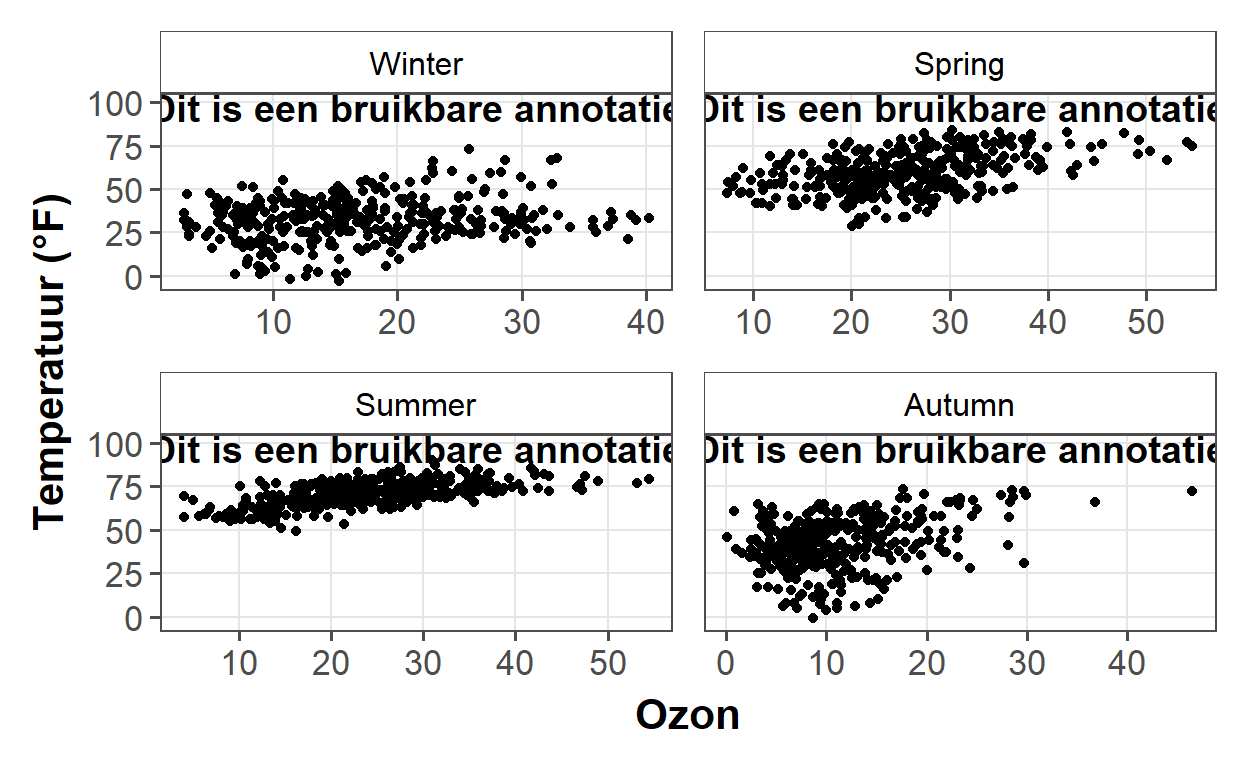 Winter
Spring
100
Dit is een bruikbare annotatie
Dit is een bruikbare annotatie
75
50
25
0
10 20 30 40
10 20 30 40 50
Temperatuur (°F)
Summer
Autumn
100
Dit is een bruikbare annotatie
Dit is een bruikbare annotatie
75
50
25
0
10 20 30 40 50
0 10 20 30 40
Ozon